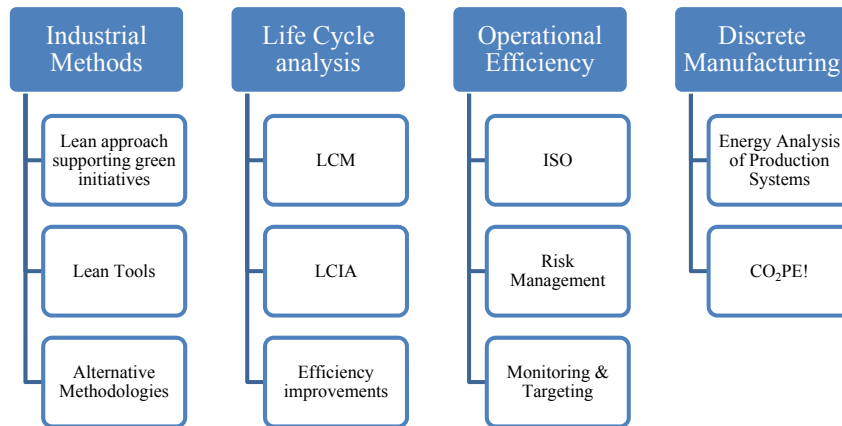 Industrial
Methods
Lean approach
supporting green
initiatives
Lean Tools
Alternative
Methodologies
Life Cycle
analysis
LCM
LCIA
Efficiency
improvements
Operational
Efficiency
ISO
Risk
Management
Monitoring &
Targeting
Discrete
Manufacturing
Energy Analysis
of Production
Systems
CO₂PE!